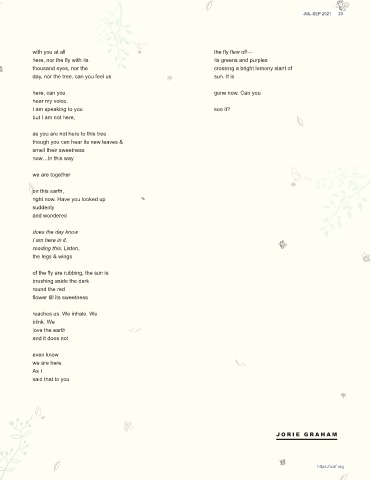 JUL-SEP 2021 23
with you at all
here, nor the fly with its
thousand eyes, nor the
day, nor the tree, can you feel us
here, can you
hear my voice,
I am speaking to you
but I am not here,
as you are not here to this tree
though you can hear its new leaves &
smell their sweetness
now…in this way
we are together
on this earth,
right now. Have you looked up
suddenly
and wondered
does the day know
I am here in it,
reading this. Listen,
the legs & wings
of the fly are rubbing, the sun is
brushing aside the dark
round the red
flower till its sweetness
reaches us. We inhale. We
blink. We
love the earth
and it does not
even know
we are here.
As I
said that to you
the fly flew off—
its greens and purples
crossing a bright lemony slant of
sun. It is
gone now. Can you
see it?
JORIE GRAHAM